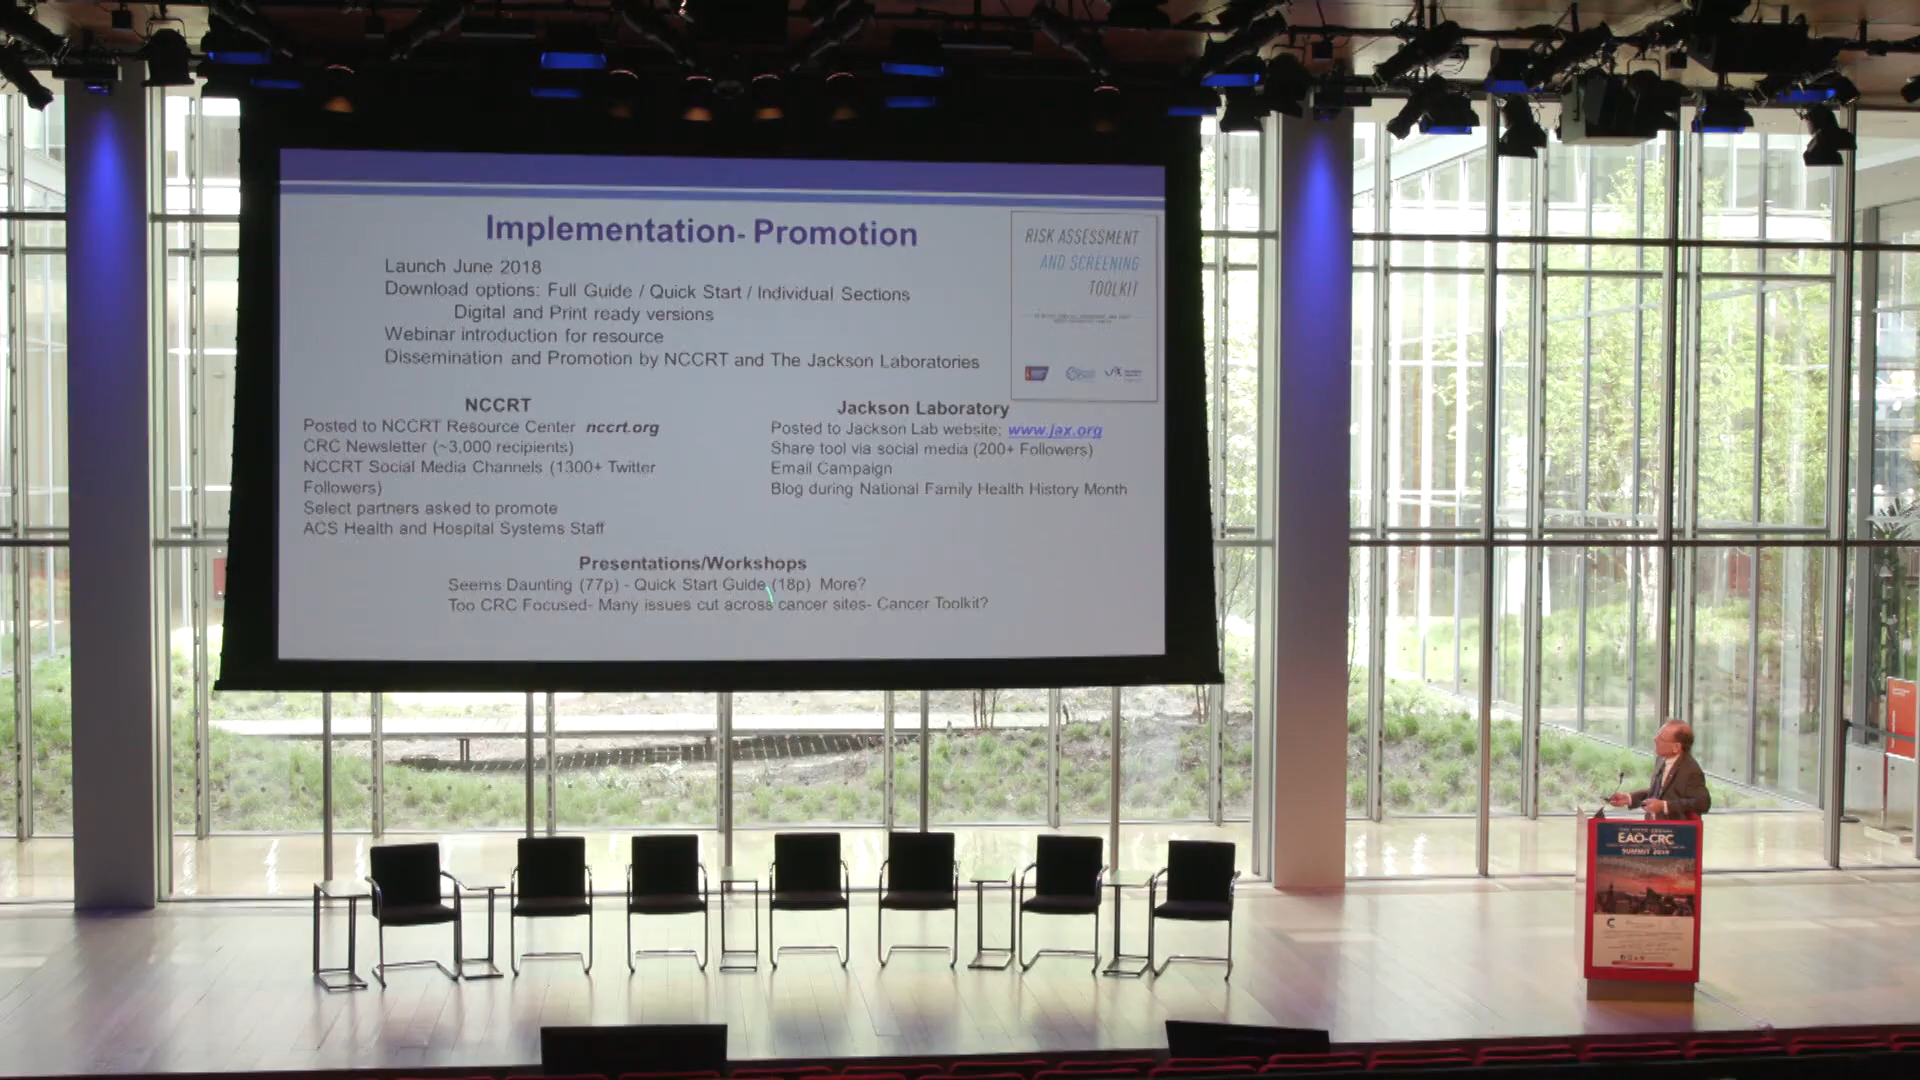 Implementation- Promotion
Launch June 2018
Download options: Full Guide / Quick Start / Individual Sections
Digital and Print ready versions
Webinar introduction for resource
Dissemination and Promotion by NCCRT and The Jackson Laboratories
RISK ASSESSMENT
AND SCREENING
TOOLKIT
NCCRT
Posted to NCCRT Resource Center nccrt.org
CRC Newsletter (~3,000 recipients)
NCCRT Social Media Channels (1300+ Twitter
Followers)
Select partners asked to promote
ACS Health and Hospital Systems Staff
Jackson Laboratory
Posted to Jackson Lab website; www.jax.org
Share tool via social media (200+ Followers)
Email Campaign
Blog during National Family Health History Month
Presentations/Workshops
Seems Daunting (77p) - Quick Start Guide (18p) More?
Too CRC Focused- Many issues cut across cancer sites- Cancer Toolkit?
EAO-CRC
SUMMIT 2019